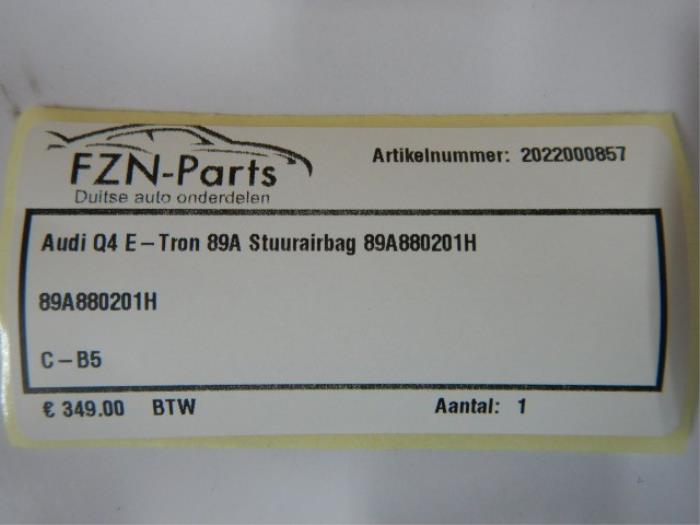 FZN-Parts
Duitse auto onderdelen
Artikelnummer: 2022000857
Audi Q4 E-Tron 89A Stuurairbag 89A880201H
89A880201H
C-B5
€ 349.00 BTW Aantal: 1